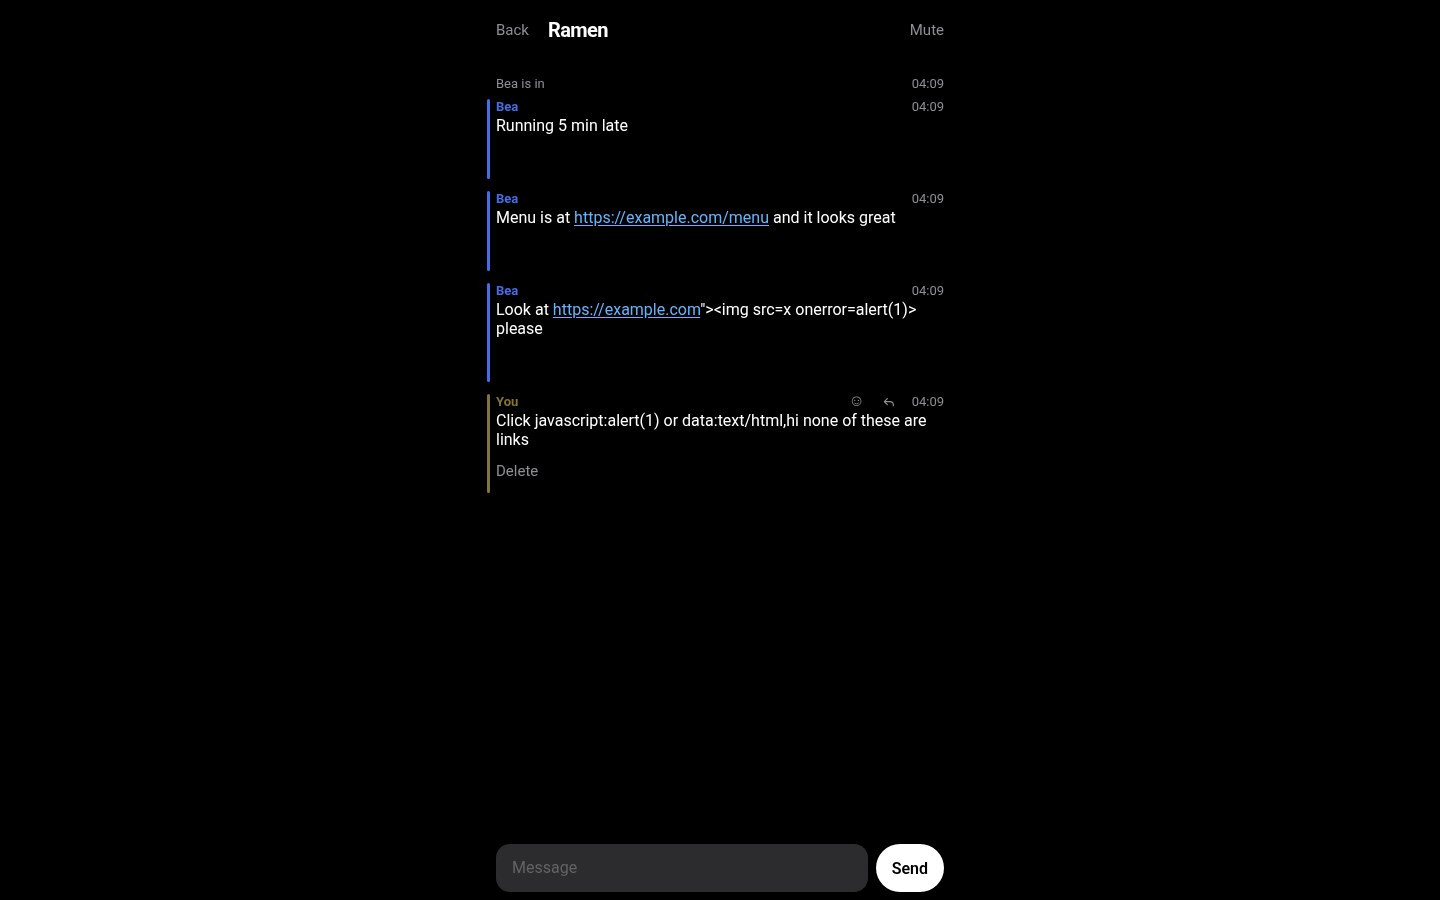 Back Ramen Mute
Bea is in 04:09
Bea 04:09
Running 5 min late
Bea 04:09
Menu is at https://example.com/menu and it looks great
Bea 04:09
Look at https://example.com"><img src=x onerror=alert(1)>
please
You 04:09
Click javascript:alert(1) or data:text/html,hi none of these are
links
Delete
Message Send